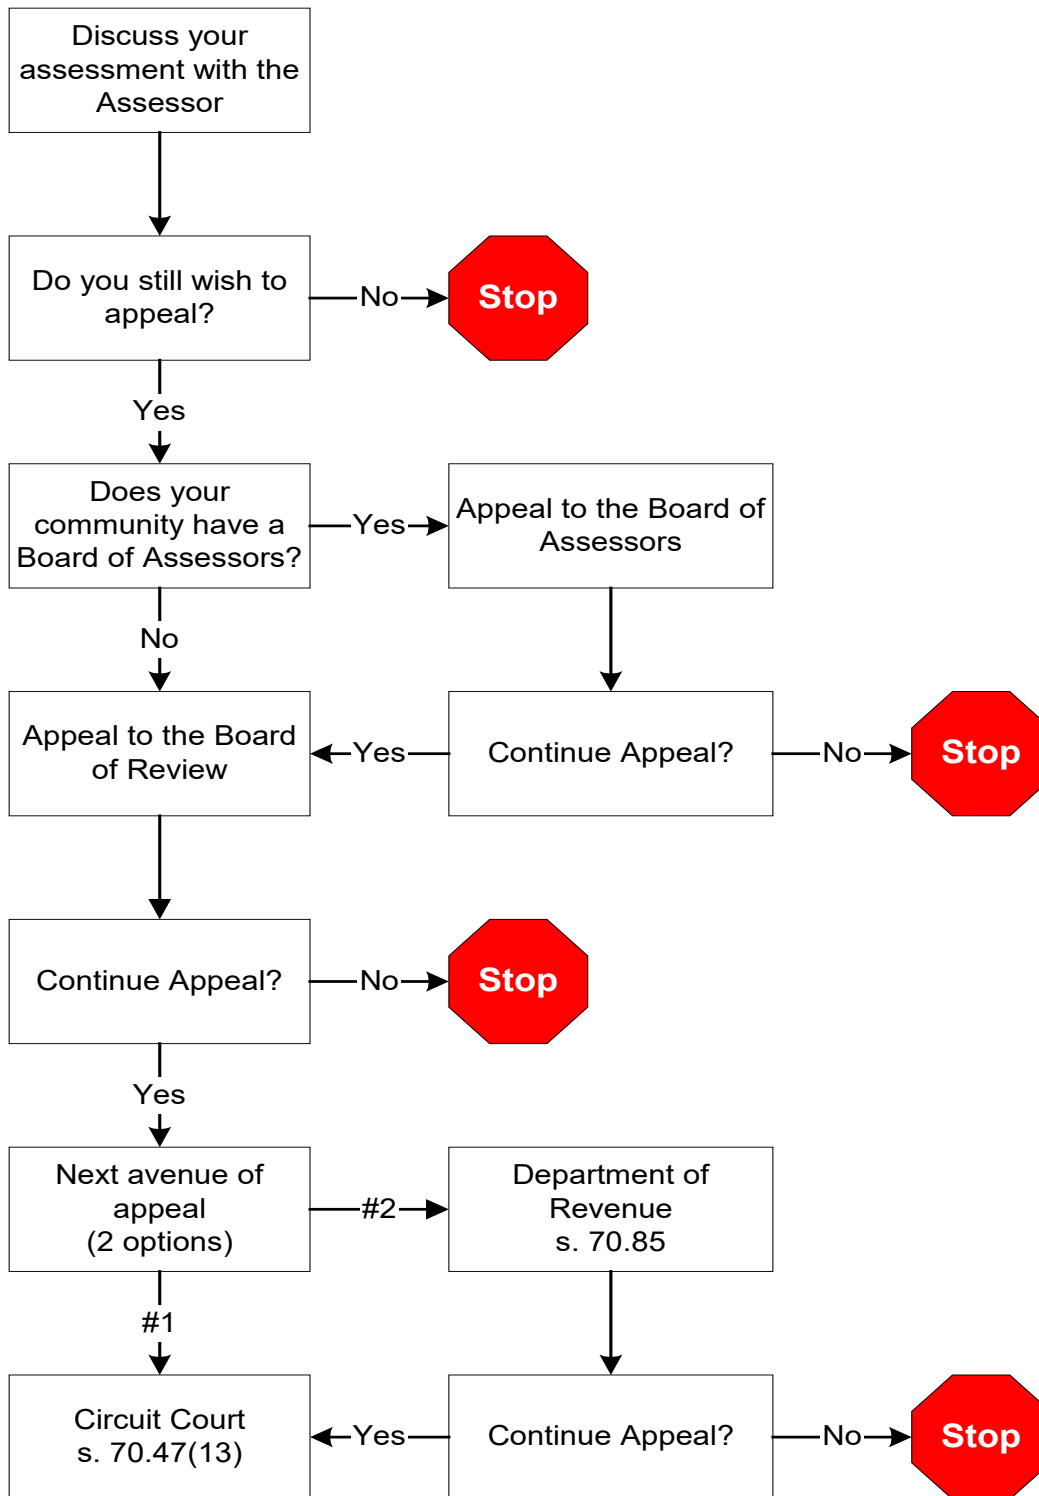 Discuss your
assessment with the
Assessor
Do you still wish to
appeal?
No
Stop
Yes
Does your
community have a
Board of Assessors?
Yes
Appeal to the Board of
Assessors
No
Appeal to the Board
of Review
Yes
Continue Appeal?
No
Stop
Continue Appeal?
No
Stop
Yes
Next avenue of
appeal
(2 options)
#2
Department of
Revenue
s. 70.85
#1
Circuit Court
s. 70.47(13)
Yes
Continue Appeal?
No
Stop